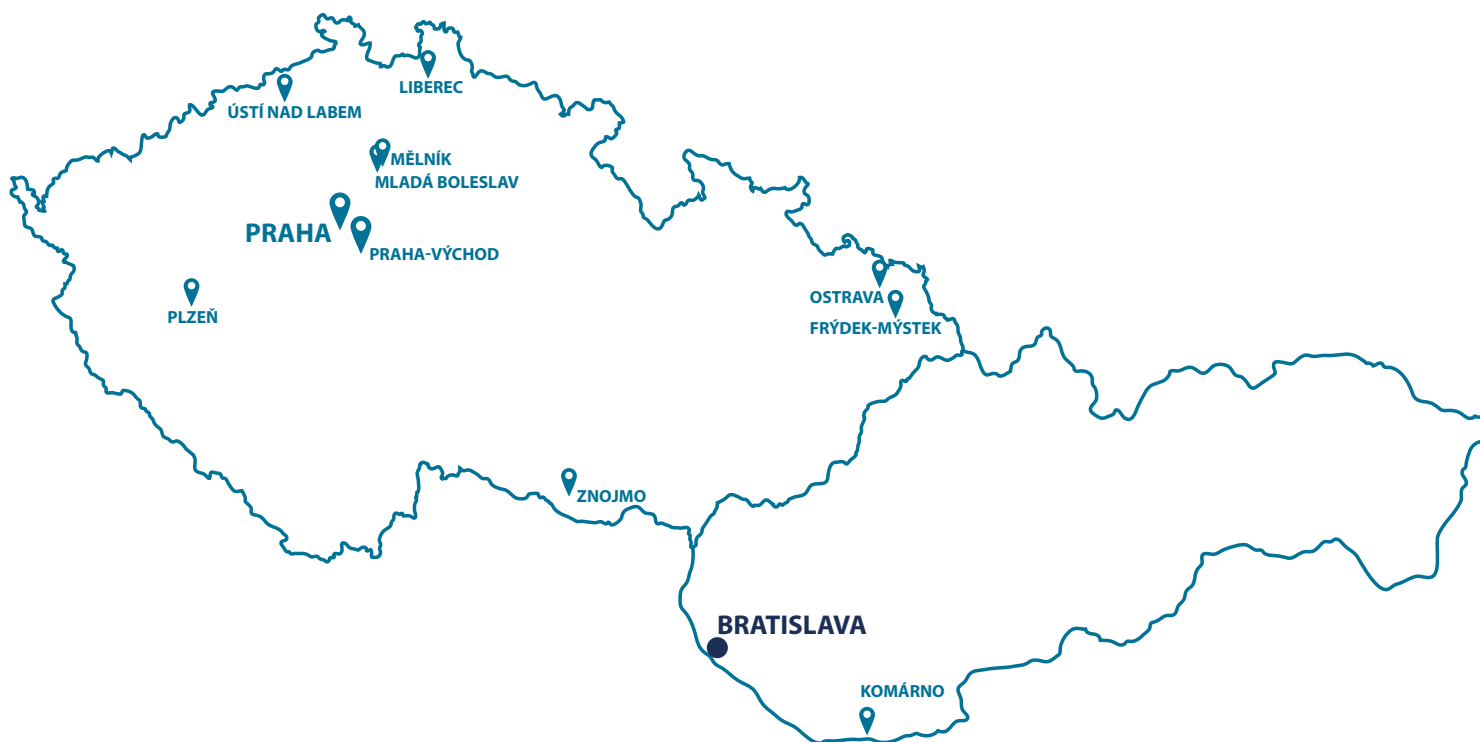 LIBEREC
ÚSTÍ NAD LABEM
MĚLNÍK
MLADÁ BOLESLAV
PRAHA
PRAHA-VÝCHOD
OSTRAVA
PLZEŇ
FRÝDEK-MÝSTEK
ZNOJMO
BRATISLAVA
KOMÁRNO